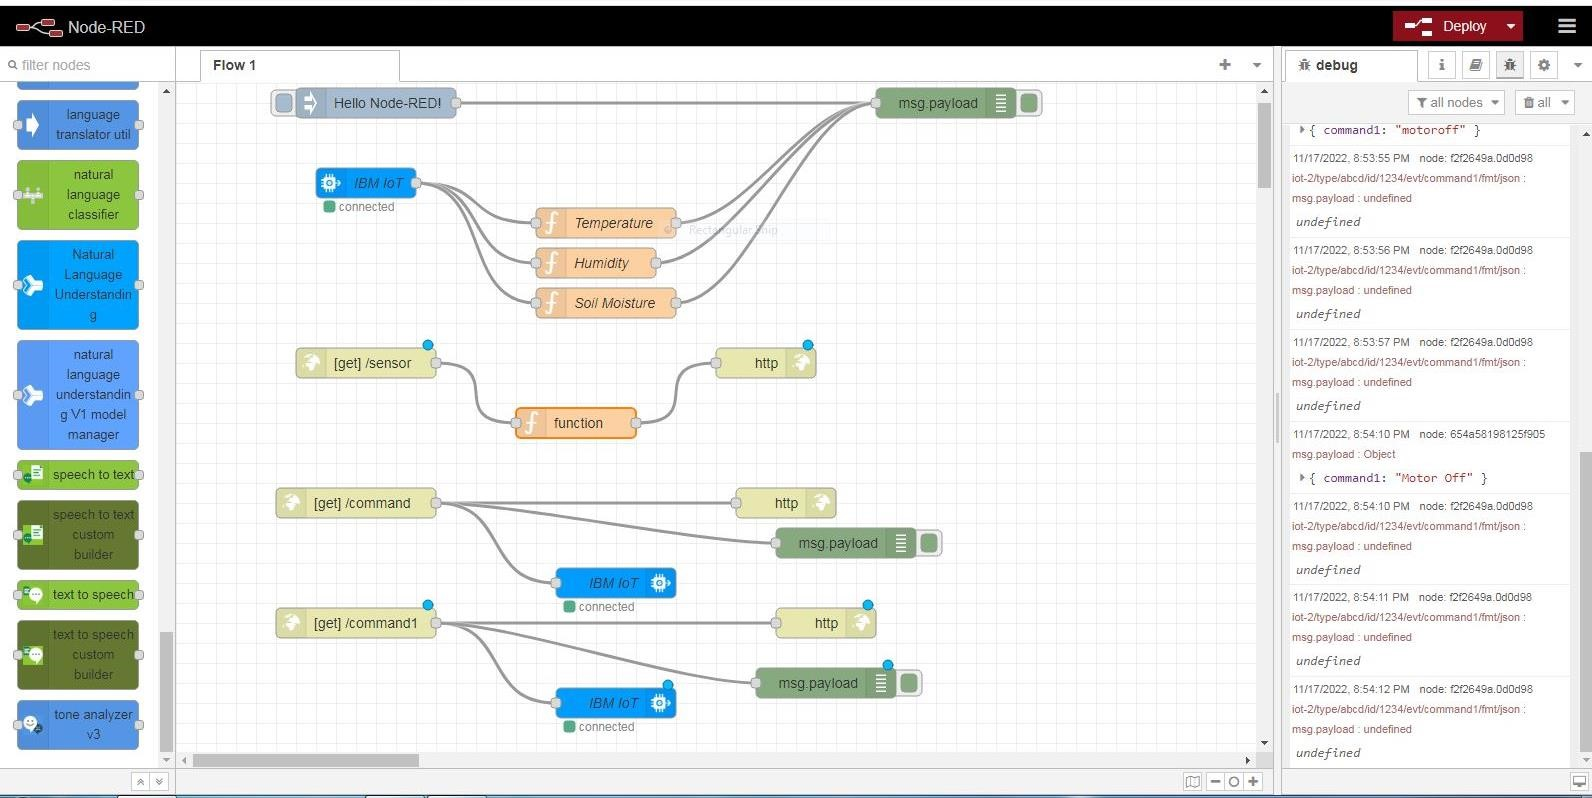 Node-RED
Deploy
filter nodes
Flow 1
debug
i
all nodes
all
language
translator util
natural
language
classifier
Natural
Language
Understandin
g
natural
language
understandin
g V1 model
manager
speech to text
speech to text
custom
builder
text to speech
text to speech
custom
builder
tone analyzer
v3
Hello Node-RED!
msg.payload
IBM IoT
connected
Temperature
Rectangular Snip
Humidity
Soil Moisture
[get] /sensor
http
function
[get] /command
http
msg.payload
IBM IoT
connected
[get] /command1
http
msg.payload
IBM IoT
connected
{ command1: "motoroff" }
11/17/2022, 8:53:55 PM node: f2f2649a.0d0d98
iot-2/type/abcd/id/1234/evt/command1/fmt/json :
msg.payload : undefined
undefined
11/17/2022, 8:53:56 PM node: f2f2649a.0d0d98
iot-2/type/abcd/id/1234/evt/command1/fmt/json :
msg.payload : undefined
undefined
11/17/2022, 8:53:57 PM node: f2f2649a.0d0d98
iot-2/type/abcd/id/1234/evt/command1/fmt/json :
msg.payload : undefined
undefined
11/17/2022, 8:54:10 PM node: 654a58198125f905
msg.payload : Object
{ command1: "Motor Off" }
11/17/2022, 8:54:10 PM node: f2f2649a.0d0d98
iot-2/type/abcd/id/1234/evt/command1/fmt/json :
msg.payload : undefined
undefined
11/17/2022, 8:54:11 PM node: f2f2649a.0d0d98
iot-2/type/abcd/id/1234/evt/command1/fmt/json :
msg.payload : undefined
undefined
11/17/2022, 8:54:12 PM node: f2f2649a.0d0d98
iot-2/type/abcd/id/1234/evt/command1/fmt/json :
msg.payload : undefined
undefined